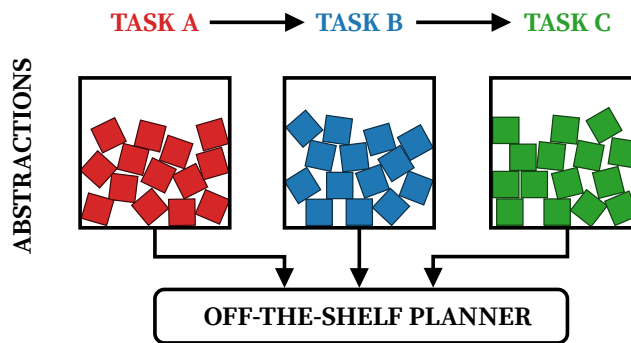 TASK A
TASK B
TASK C
ABSTRACTIONS
OFF-THE-SHELF PLANNER